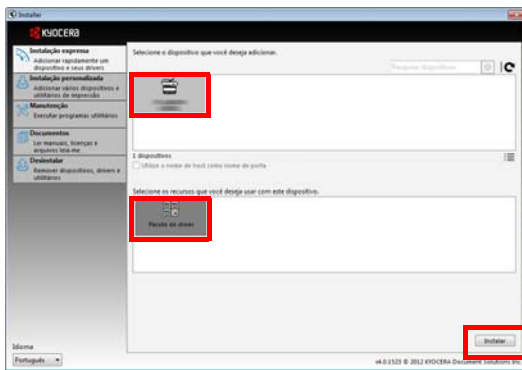 Installer
KYOCERA
Instalação expressa
Adicionar rapidamente um
dispositivo e seus drivers
Instalação personalizada
Adicionar vários dispositivos e
utilitários de impressão
Manutenção
Executar programas utilitários
Documentos
Ler manuais, licenças e
arquivos leia-me
Desinstalar
Remover dispositivos, drivers e
utilitários
Idioma
Português
Selecione o dispositivo que você deseja adicionar.
Pesquisar dispositivos
1 dispositivos
Utilize o nome de host como nome de porta
Selecione os recursos que você deseja usar com este dispositivo.
Pacote de driver
Instalar
v4.0.1523 © 2012 KYOCERA Document Solutions Inc.